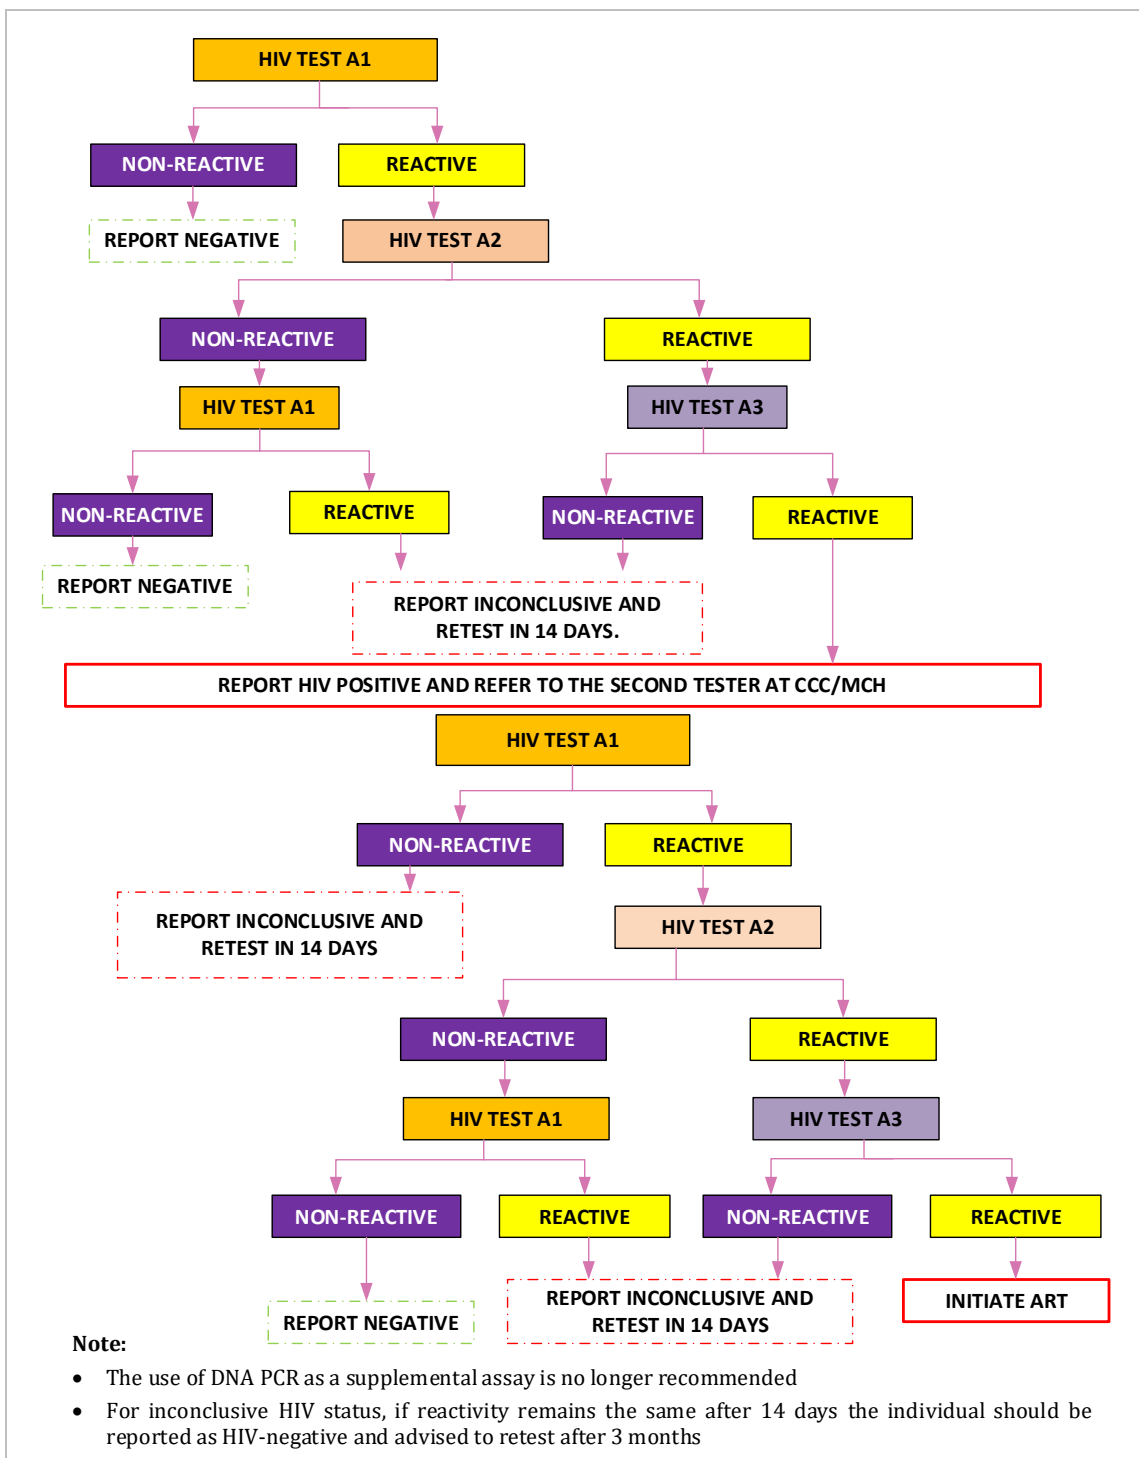 HIV TEST A1
NON-REACTIVE
REACTIVE
REPORT NEGATIVE
HIV TEST A2
NON-REACTIVE
REACTIVE
HIV TEST A1
HIV TEST A3
NON-REACTIVE
REACTIVE
NON-REACTIVE
REACTIVE
REPORT NEGATIVE
REPORT INCONCLUSIVE AND
RETEST IN 14 DAYS.
REPORT HIV POSITIVE AND REFER TO THE SECOND TESTER AT CCC/MCH
HIV TEST A1
NON-REACTIVE
REACTIVE
REPORT INCONCLUSIVE AND
RETEST IN 14 DAYS
HIV TEST A2
NON-REACTIVE
REACTIVE
HIV TEST A1
HIV TEST A3
NON-REACTIVE
REACTIVE
NON-REACTIVE
REACTIVE
REPORT NEGATIVE
REPORT INCONCLUSIVE AND
RETEST IN 14 DAYS
INITIATE ART
Note:
• The use of DNA PCR as a supplemental assay is no longer recommended
• For inconclusive HIV status, if reactivity remains the same after 14 days the individual should be
reported as HIV-negative and advised to retest after 3 months